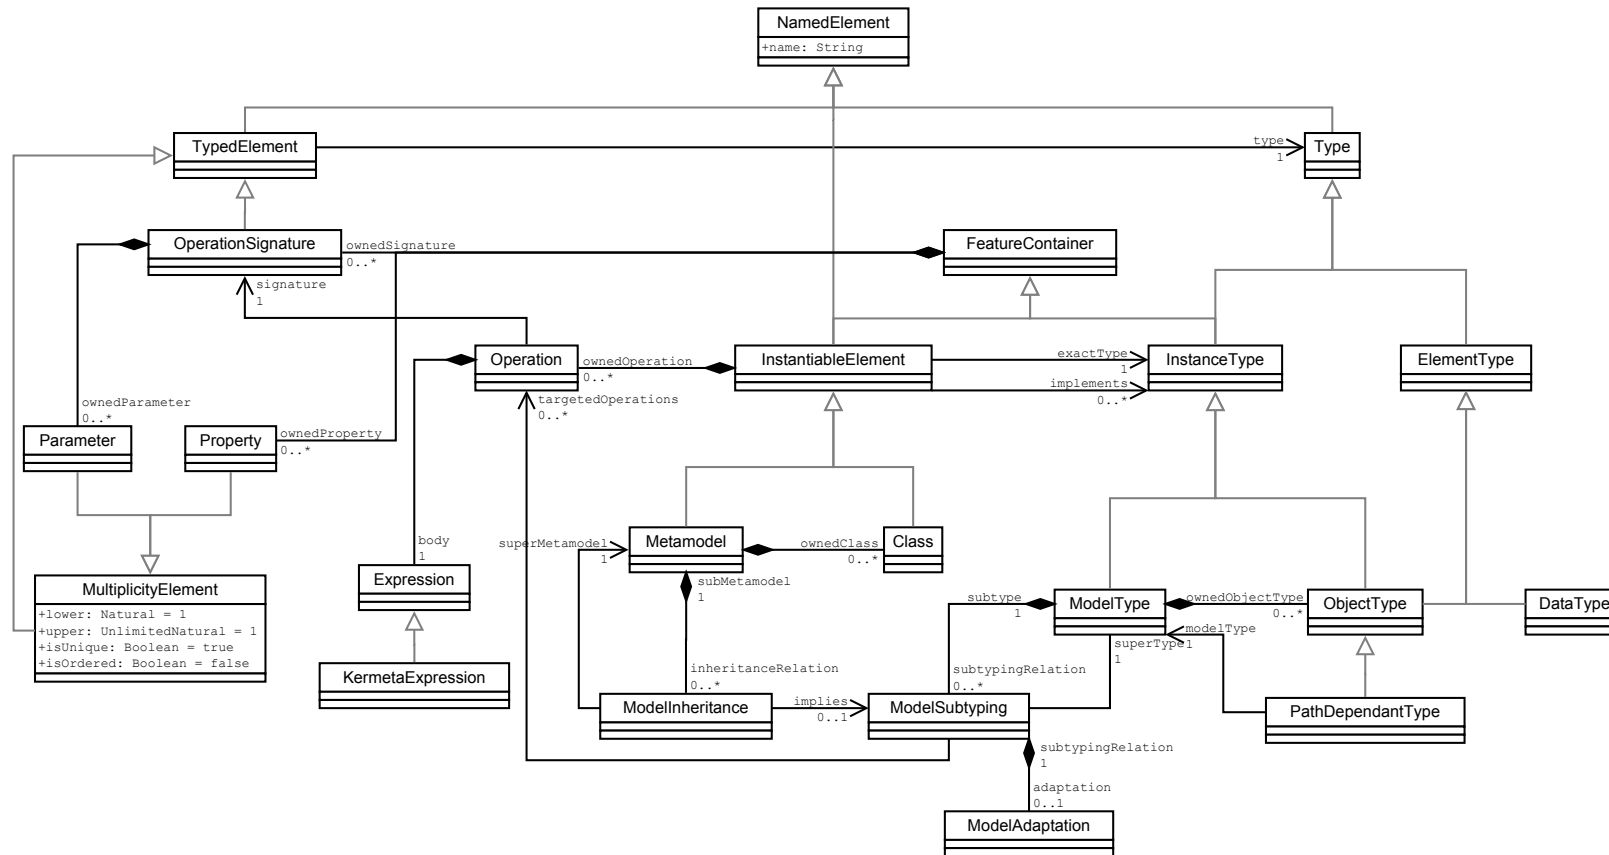 NamedElement
+name: String
TypedElement
type
1
Type
OperationSignature
ownedSignature
0..*
FeatureContainer
signature
1
Operation
ownedOperation
0..*
InstantiableElement
exactType
1
implements
0..*
InstanceType
ElementType
targetedOperations
0..*
ownedParameter
0..*
Parameter
Property
ownedProperty
0..*
body
1
superMetamodel
1
Metamodel
ownedClass
0..*
Class
subMetamodel
1
MultiplicityElement
+lower: Natural = 1
+upper: UnlimitedNatural = 1
+isUnique: Boolean = true
+isOrdered: Boolean = false
Expression
KermetaExpression
subtype
1
ModelType
ownedObjectType
0..*
ObjectType
DataType
modelType
1
superType
1
inheritanceRelation
0..*
subtypingRelation
0..*
ModelInheritance
implies
0..1
ModelSubtyping
PathDependantType
subtypingRelation
1
adaptation
0..1
ModelAdaptation